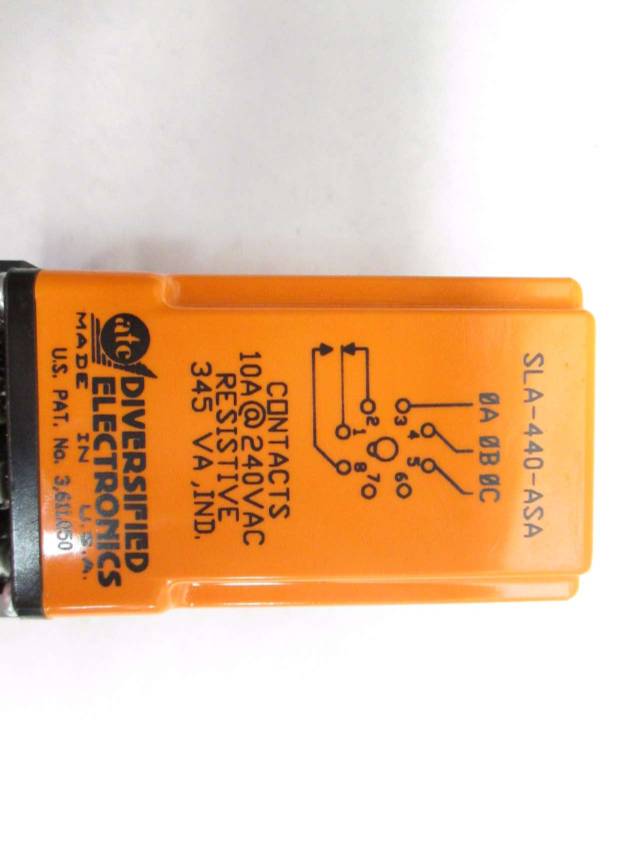 SLA-440-ASA
ØA ØB ØC
3 4 5 6
2 1 8 7
CONTACTS
10A@240VAC
RESISTIVE
345 VA,IND.
atc DIVERSIFIED
ELECTRONICS
MADE IN U.S.A.
U.S. PAT. No. 3,611,050